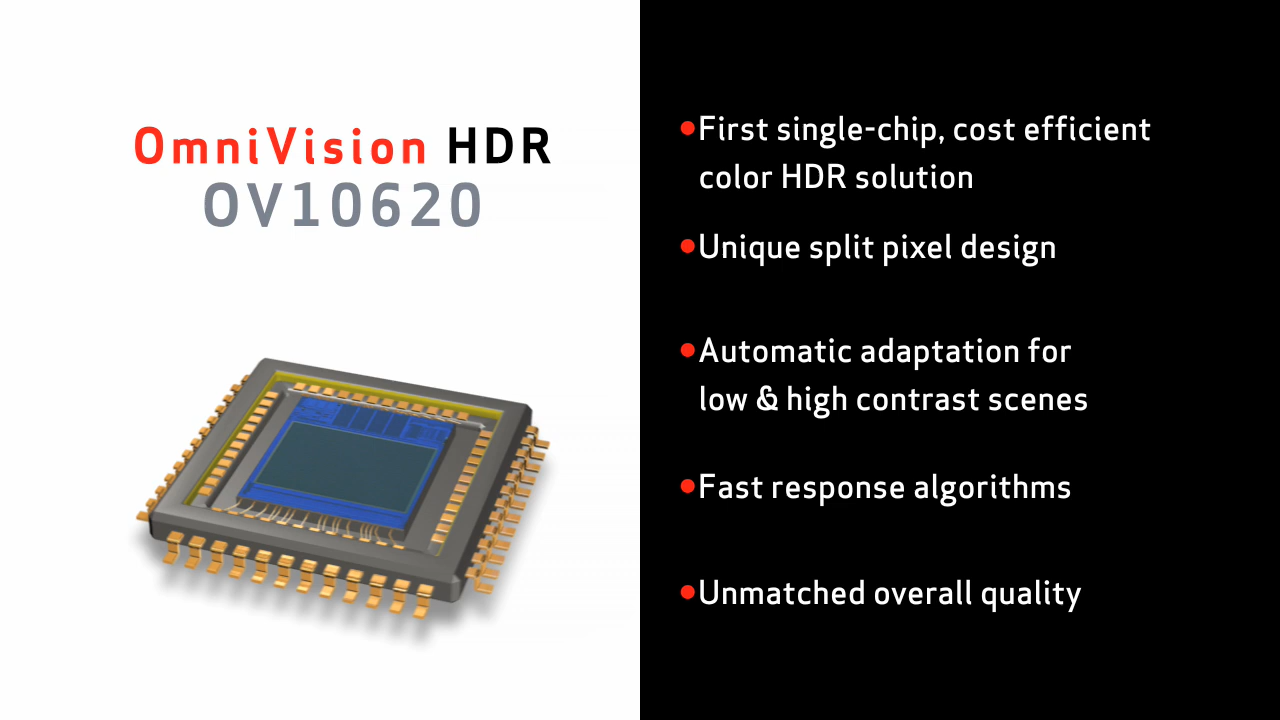 OmniVision HDR
OV10620
•First single-chip, cost efficient
color HDR solution
•Unique split pixel design
•Automatic adaptation for
low & high contrast scenes
•Fast response algorithms
•Unmatched overall quality